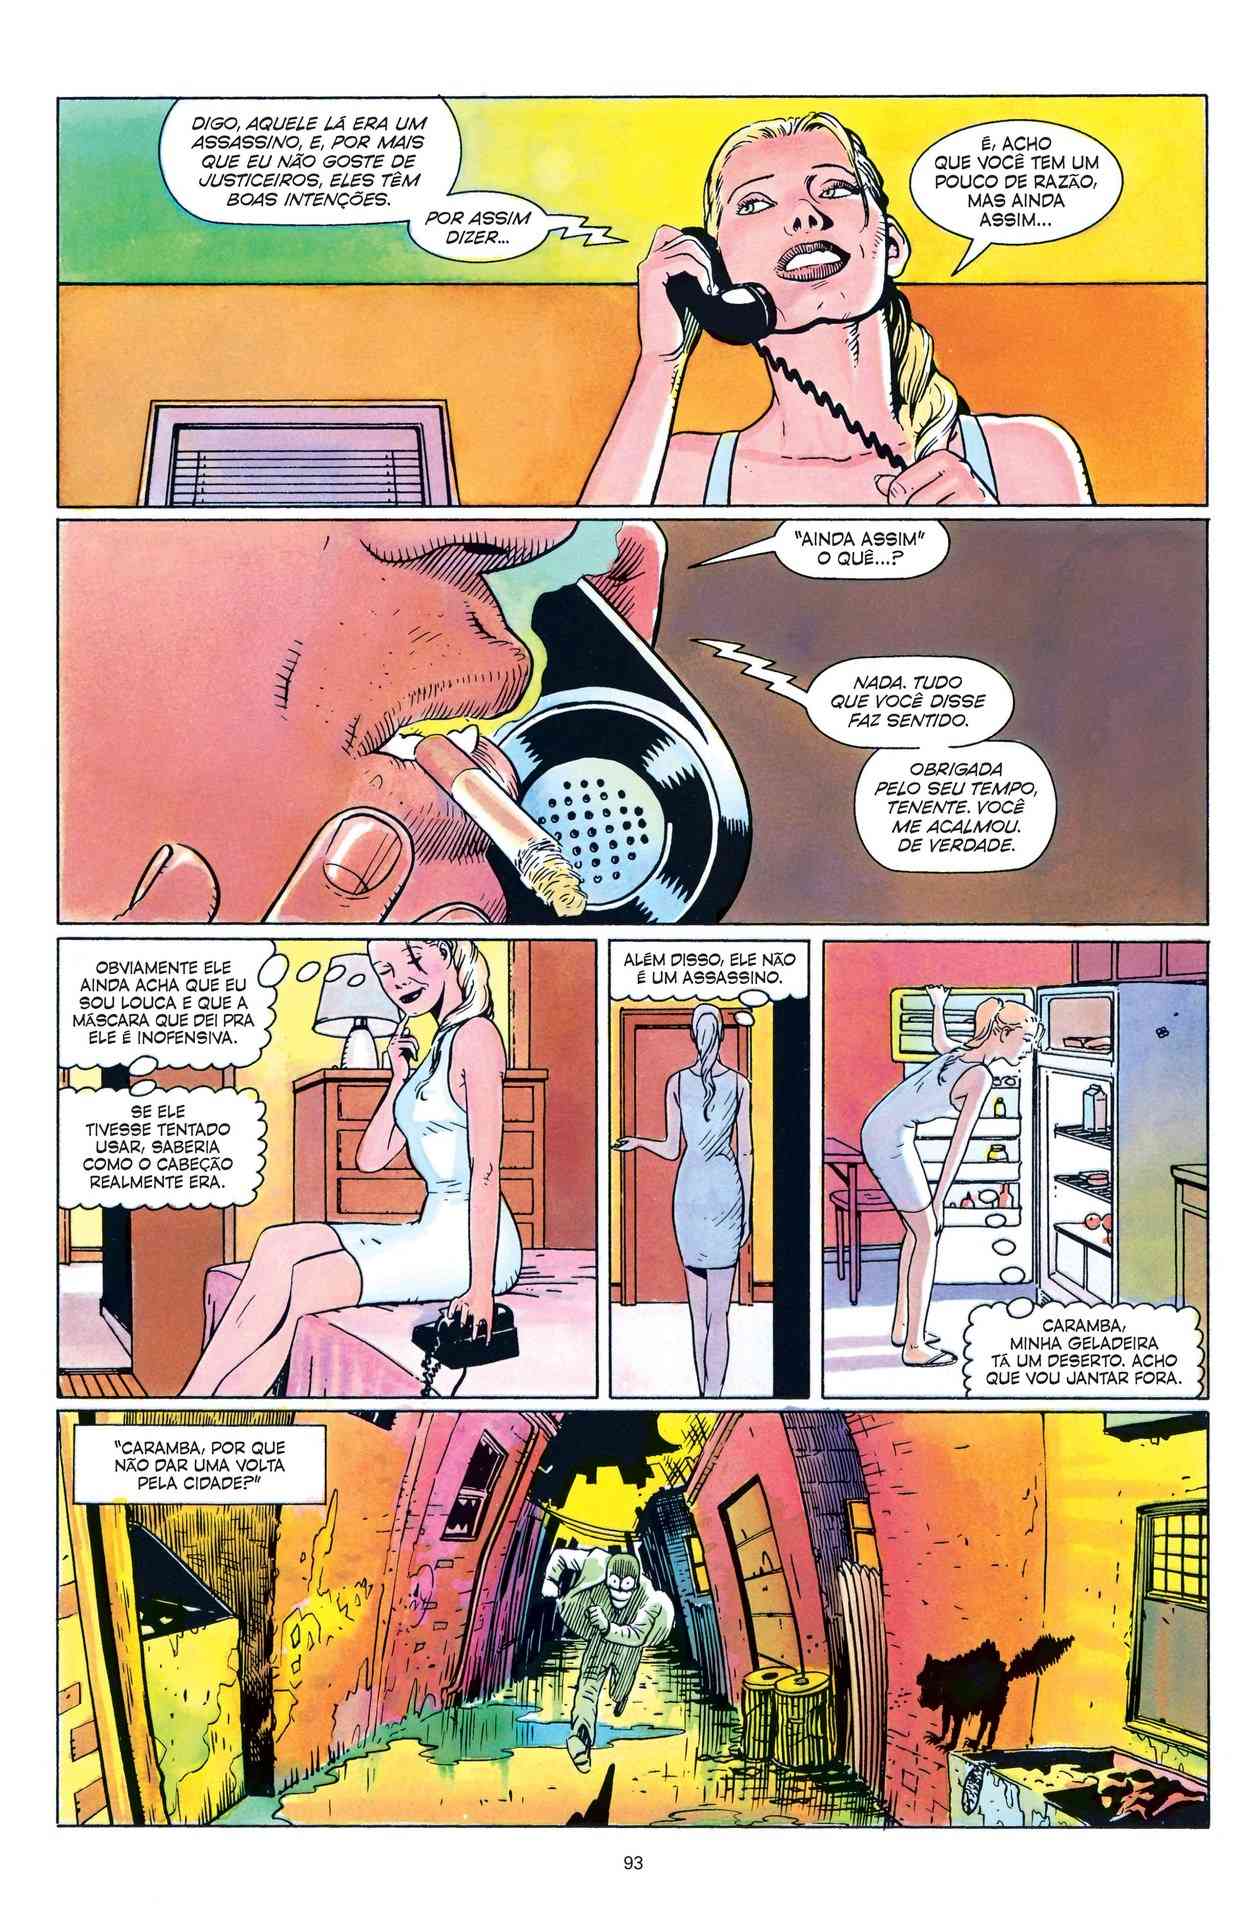 DIGO, AQUELE LÁ ERA UM
ASSASSINO, E, POR MAIS
QUE EU NÃO GOSTE DE
JUSTICEIROS, ELES TÊM
BOAS INTENÇÕES.
POR ASSIM
DIZER...
É, ACHO
QUE VOCÊ TEM UM
POUCO DE RAZÃO,
MAS AINDA
ASSIM...
"AINDA ASSIM"
O QUÊ...?
NADA. TUDO
QUE VOCÊ DISSE
FAZ SENTIDO.
OBRIGADA
PELO SEU TEMPO,
TENENTE. VOCÊ
ME ACALMOU.
DE VERDADE.
OBVIAMENTE ELE
AINDA ACHA QUE EU
SOU LOUCA E QUE A
MÁSCARA QUE DEI PRA
ELE É INOFENSIVA.
SE ELE
TIVESSE TENTADO
USAR, SABERIA
COMO O CABEÇÃO
REALMENTE ERA.
ALÉM DISSO, ELE NÃO
É UM ASSASSINO.
CARAMBA,
MINHA GELADEIRA
TÁ UM DESERTO. ACHO
QUE VOU JANTAR FORA.
"CARAMBA, POR QUE
NÃO DAR UMA VOLTA
PELA CIDADE?"
93